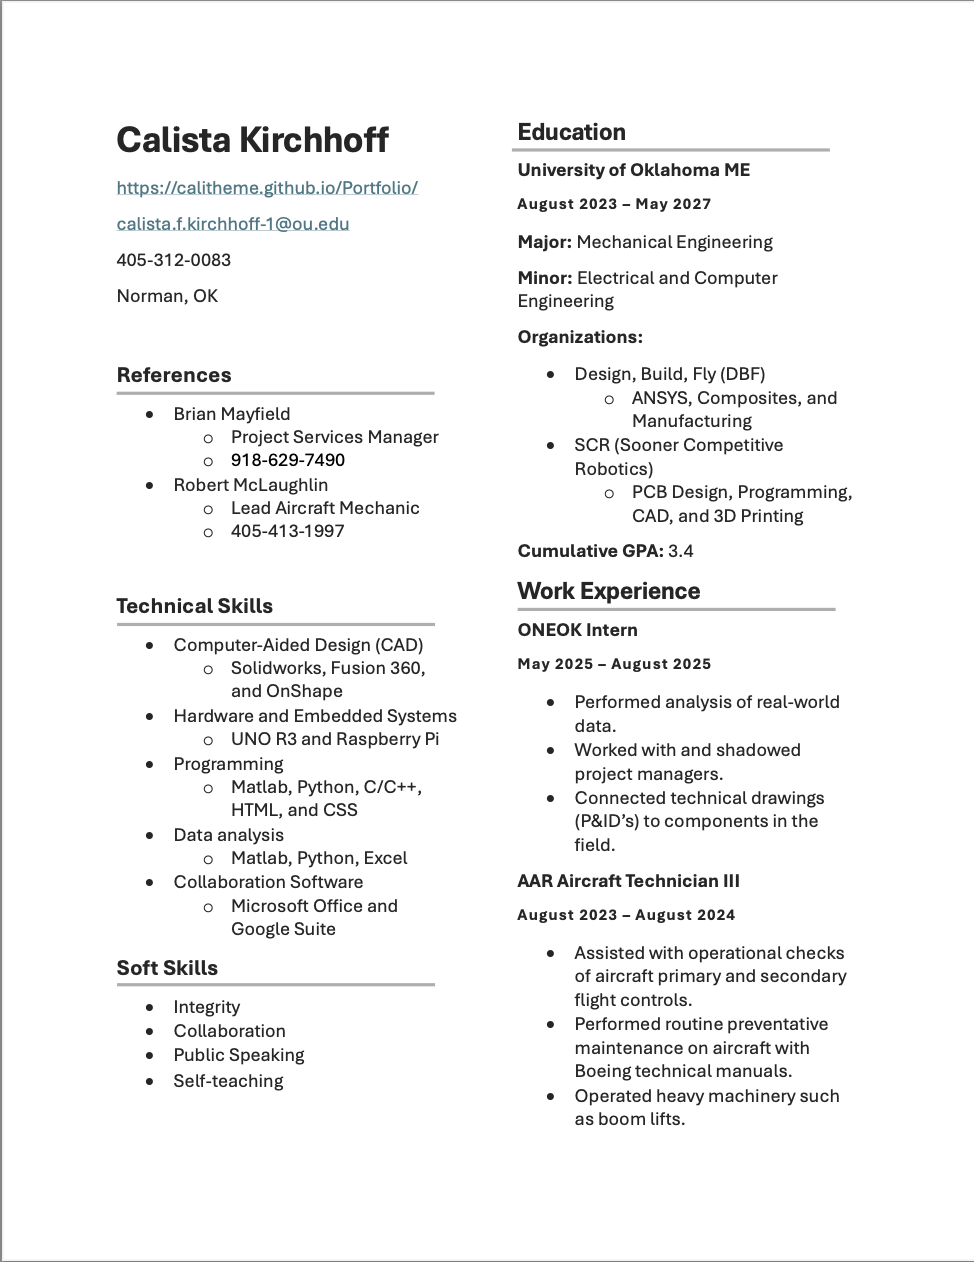 Calista Kirchhoff
https://calitheme.github.io/Portfolio/
calista.f.kirchhoff-1@ou.edu
405-312-0083
Norman, OK
References
• Brian Mayfield
o Project Services Manager
o 918-629-7490
• Robert McLaughlin
o Lead Aircraft Mechanic
o 405-413-1997
Technical Skills
• Computer-Aided Design (CAD)
o Solidworks, Fusion 360,
and OnShape
• Hardware and Embedded Systems
o UNO R3 and Raspberry Pi
• Programming
o Matlab, Python, C/C++,
HTML, and CSS
• Data analysis
o Matlab, Python, Excel
• Collaboration Software
o Microsoft Office and
Google Suite
Soft Skills
• Integrity
• Collaboration
• Public Speaking
• Self-teaching
Education
University of Oklahoma ME
August 2023 – May 2027
Major: Mechanical Engineering
Minor: Electrical and Computer
Engineering
Organizations:
• Design, Build, Fly (DBF)
o ANSYS, Composites, and
Manufacturing
• SCR (Sooner Competitive
Robotics)
o PCB Design, Programming,
CAD, and 3D Printing
Cumulative GPA: 3.4
Work Experience
ONEOK Intern
May 2025 – August 2025
• Performed analysis of real-world
data.
• Worked with and shadowed
project managers.
• Connected technical drawings
(P&ID’s) to components in the
field.
AAR Aircraft Technician III
August 2023 – August 2024
• Assisted with operational checks
of aircraft primary and secondary
flight controls.
• Performed routine preventative
maintenance on aircraft with
Boeing technical manuals.
• Operated heavy machinery such
as boom lifts.